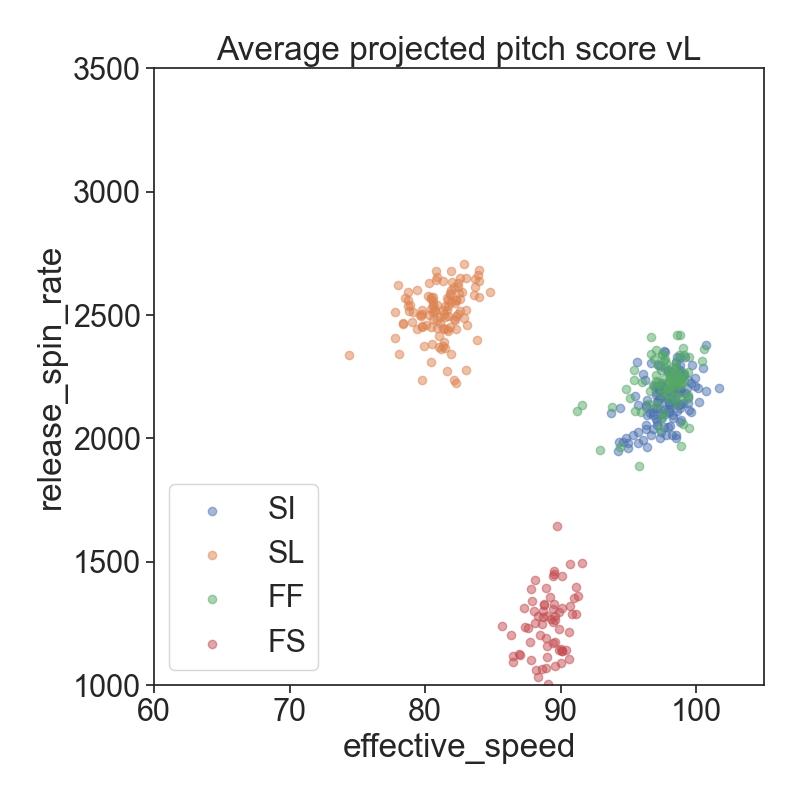 Average projected pitch score vL
3500
3000
2500
2000
1500
1000
release_spin_rate
SI
SL
FF
FS
60 70 80 90 100
effective_speed